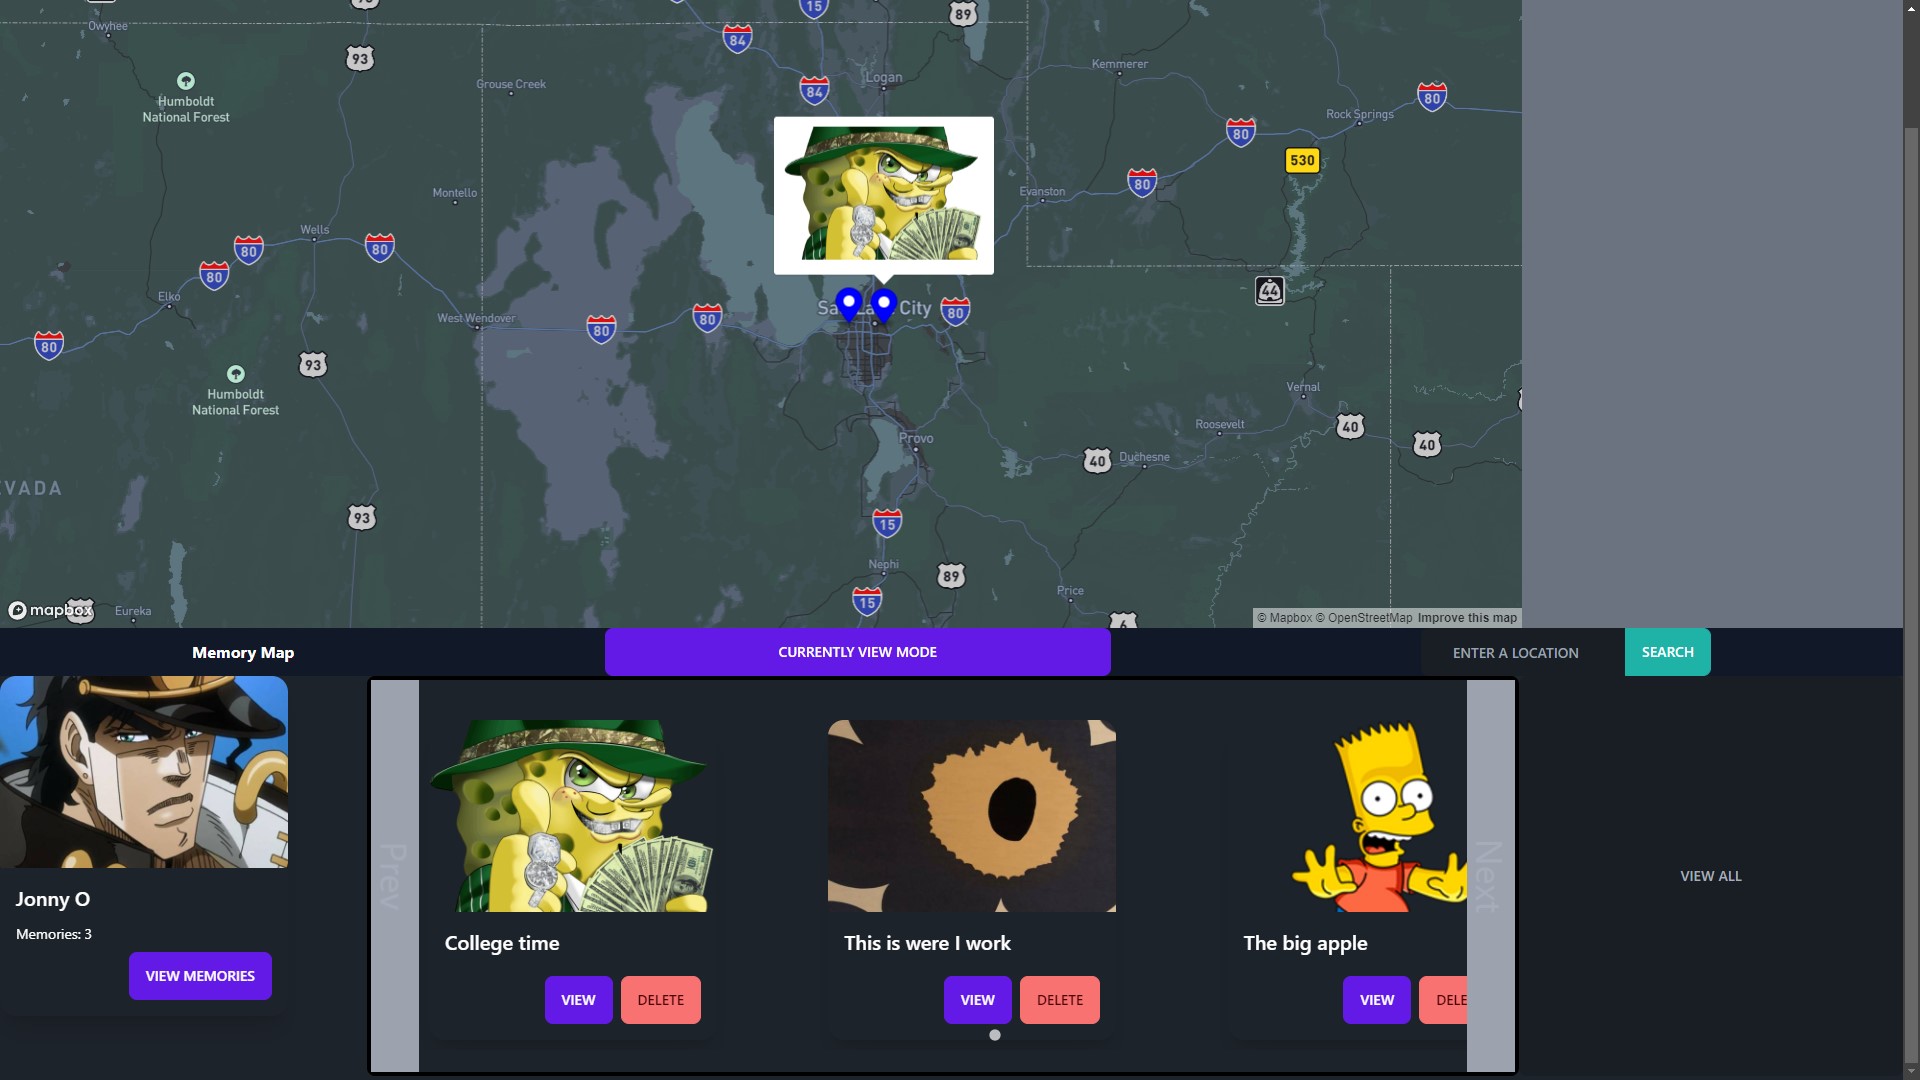 Owyhee
93
15
89
84
93
Humboldt
National Forest
Grouse Creek
Logan
84
Kemmerer
80
Rock Springs
80
530
Montello
Evanston
80
Wells
80
80
80
Elko
44
West Wendover
80
80
City
80
80
93
Humboldt
National Forest
Vernal
Roosevelt
40
40
Provo
40
Duchesne
EVADA
93
15
Nephi
89
Price
15
6
mapbox
Eureka
© Mapbox © OpenStreetMap Improve this map
Memory Map
CURRENTLY VIEW MODE
ENTER A LOCATION
SEARCH
Prev
Next
VIEW ALL
Jonny O
Memories: 3
VIEW MEMORIES
College time
VIEW
DELETE
This is were I work
VIEW
DELETE
The big apple
VIEW
DELE